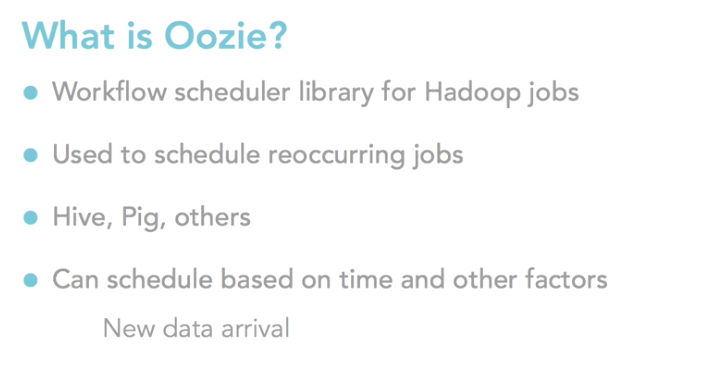 What is Oozie?
Workflow scheduler library for Hadoop jobs
Used to schedule reoccurring jobs
Hive, Pig, others
Can schedule based on time and other factors
New data arrival